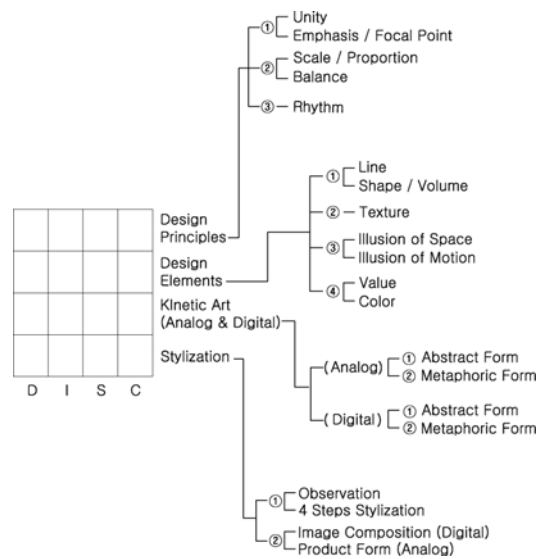 ① Unity
Emphasis / Focal Point
② Scale / Proportion
Balance
③ Rhythm
① Line
Shape / Volume
② Texture
③ Illusion of Space
Illusion of Motion
④ Value
Color
Design
Principles
Design
Elements
KInetic Art
(Analog & Digital)
Stylization
D I S C
(Analog) ① Abstract Form
② Metaphoric Form
(Digital) ① Abstract Form
② Metaphoric Form
① Observation
4 Steps Stylization
② Image Composition (Digital)
Product Form (Analog)